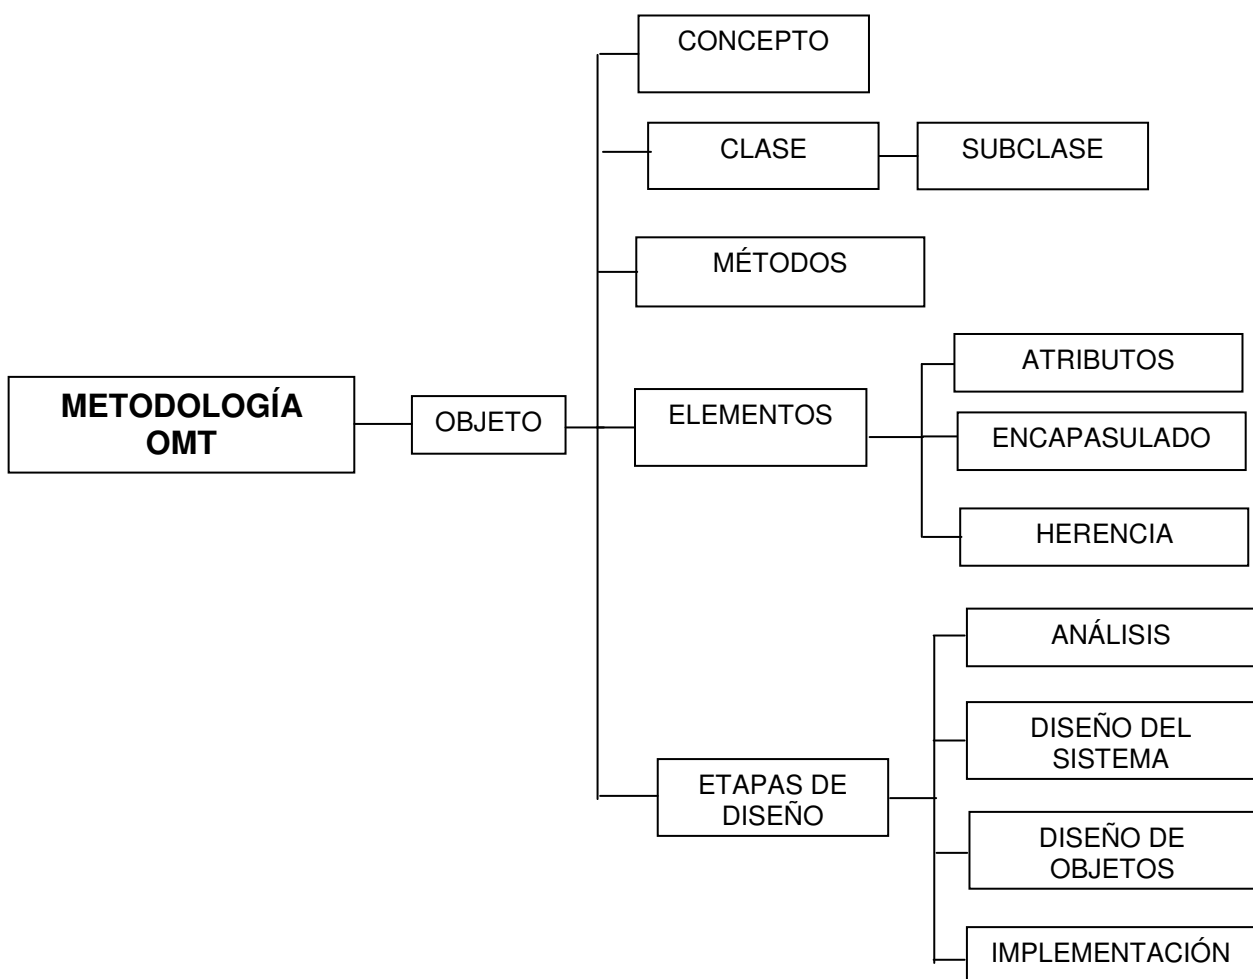 CONCEPTO
CLASE
SUBCLASE
MÉTODOS
METODOLOGÍA
OMT
OBJETO
ELEMENTOS
ATRIBUTOS
ENCAPASULADO
HERENCIA
ETAPAS DE
DISEÑO
ANÁLISIS
DISEÑO DEL
SISTEMA
DISEÑO DE
OBJETOS
IMPLEMENTACIÓN